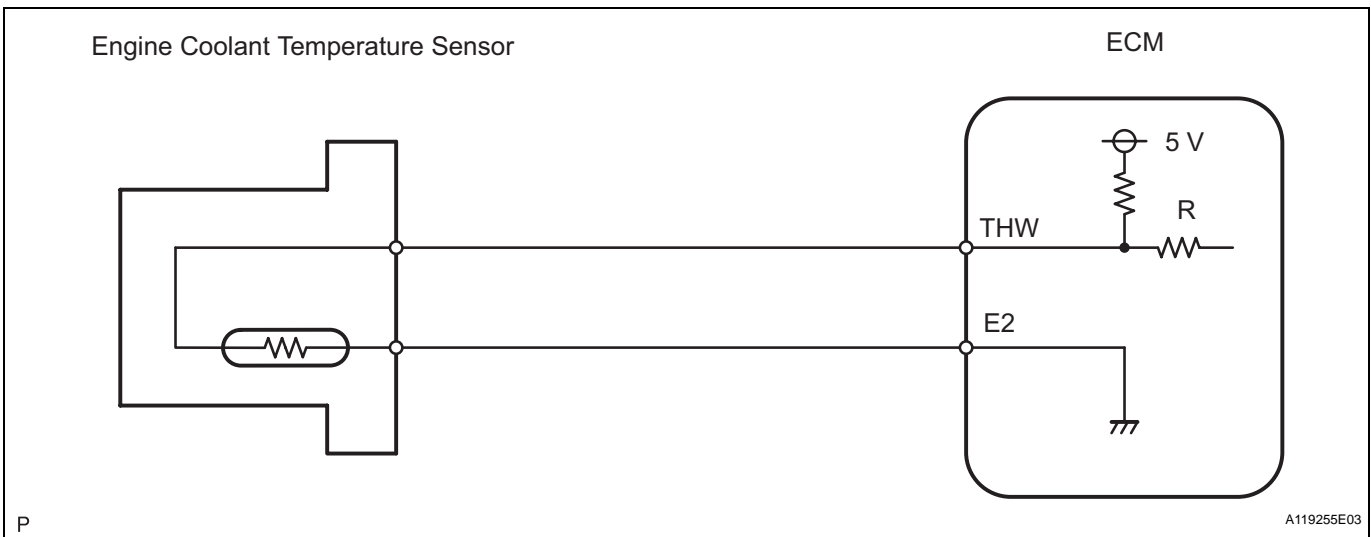 Engine Coolant Temperature Sensor
ECM
5 V
R
THW
E2
P
A119255E03